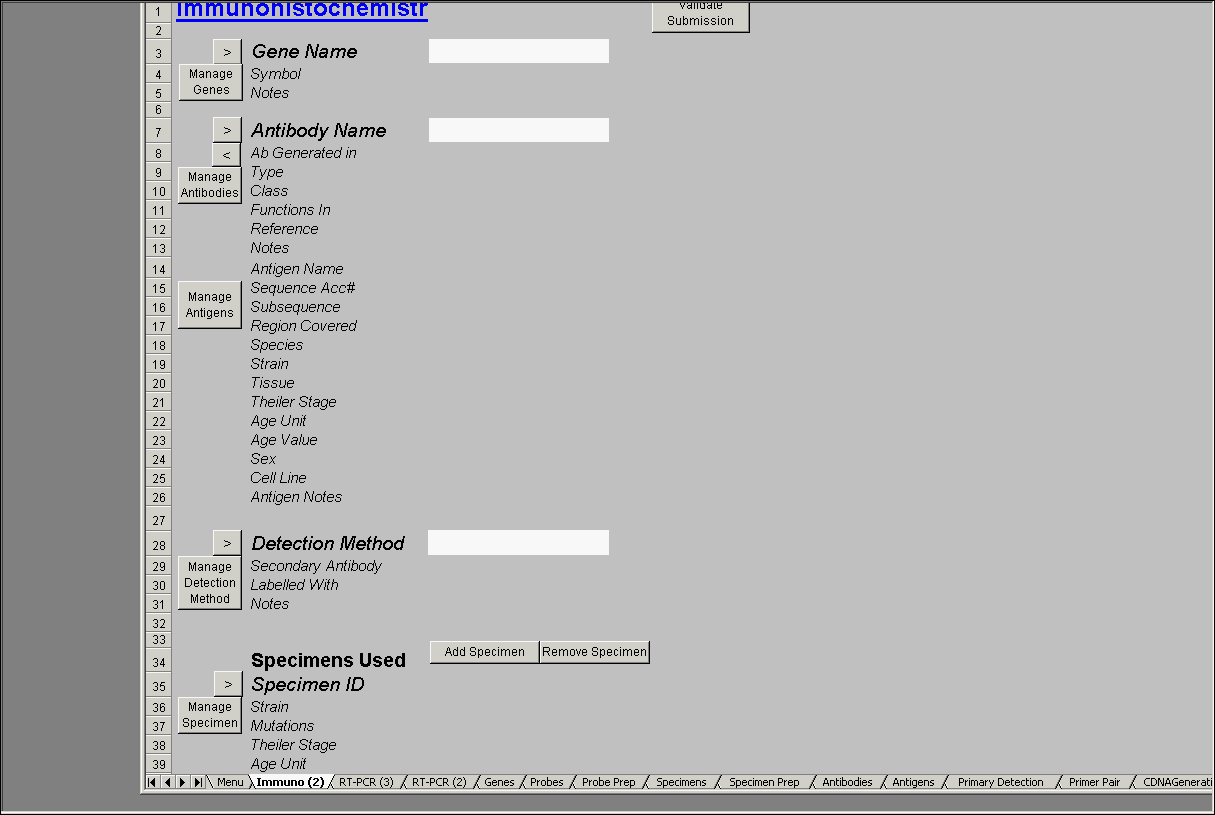 1 Immunohistochemistr Validate
Submission
2
3 > Gene Name
4 Manage Genes Symbol
5 Notes
6
7 > Antibody Name
8 < Ab Generated in
9 Manage Antibodies Type
10 Class
11 Functions In
12 Reference
13 Notes
14 Antigen Name
15 Manage Antigens Sequence Acc#
16 Subsequence
17 Region Covered
18 Species
19 Strain
20 Tissue
21 Theiler Stage
22 Age Unit
23 Age Value
24 Sex
25 Cell Line
26 Antigen Notes
27
28 > Detection Method
29 Manage Detection Method Secondary Antibody
30 Labelled With
31 Notes
32
33 Add Specimen Remove Specimen
34 Specimens Used
35 > Specimen ID
36 Manage Specimen Strain
37 Mutations
38 Theiler Stage
39 Age Unit
Menu Immuno (2) RT-PCR (3) RT-PCR (2) Genes Probes Probe Prep Specimens Specimen Prep Antibodies Antigens Primary Detection Primer Pair CDNAGenerati